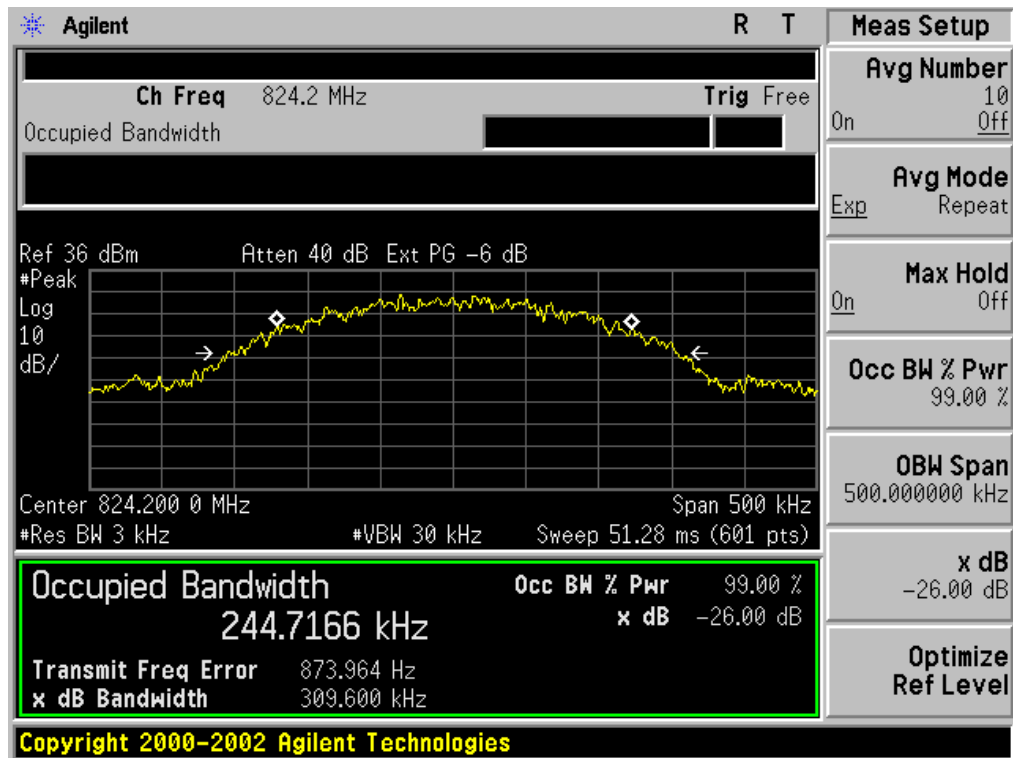 Agilent R T
Ch Freq 824.2 MHz Trig Free
Occupied Bandwidth
Ref 36 dBm Atten 40 dB Ext PG -6 dB
#Peak
Log
10
dB/
Center 824.200 0 MHz Span 500 kHz
#Res BW 3 kHz #VBW 30 kHz Sweep 51.28 ms (601 pts)
Occupied Bandwidth Occ BW % Pwr 99.00 %
244.7166 kHz x dB -26.00 dB
Transmit Freq Error 873.964 Hz
x dB Bandwidth 309.600 kHz
Copyright 2000-2002 Agilent Technologies
Meas Setup
Avg Number
10
On Off
Avg Mode
Exp Repeat
Max Hold
On Off
Occ BW % Pwr
99.00 %
OBW Span
500.000000 kHz
x dB
-26.00 dB
Optimize
Ref Level